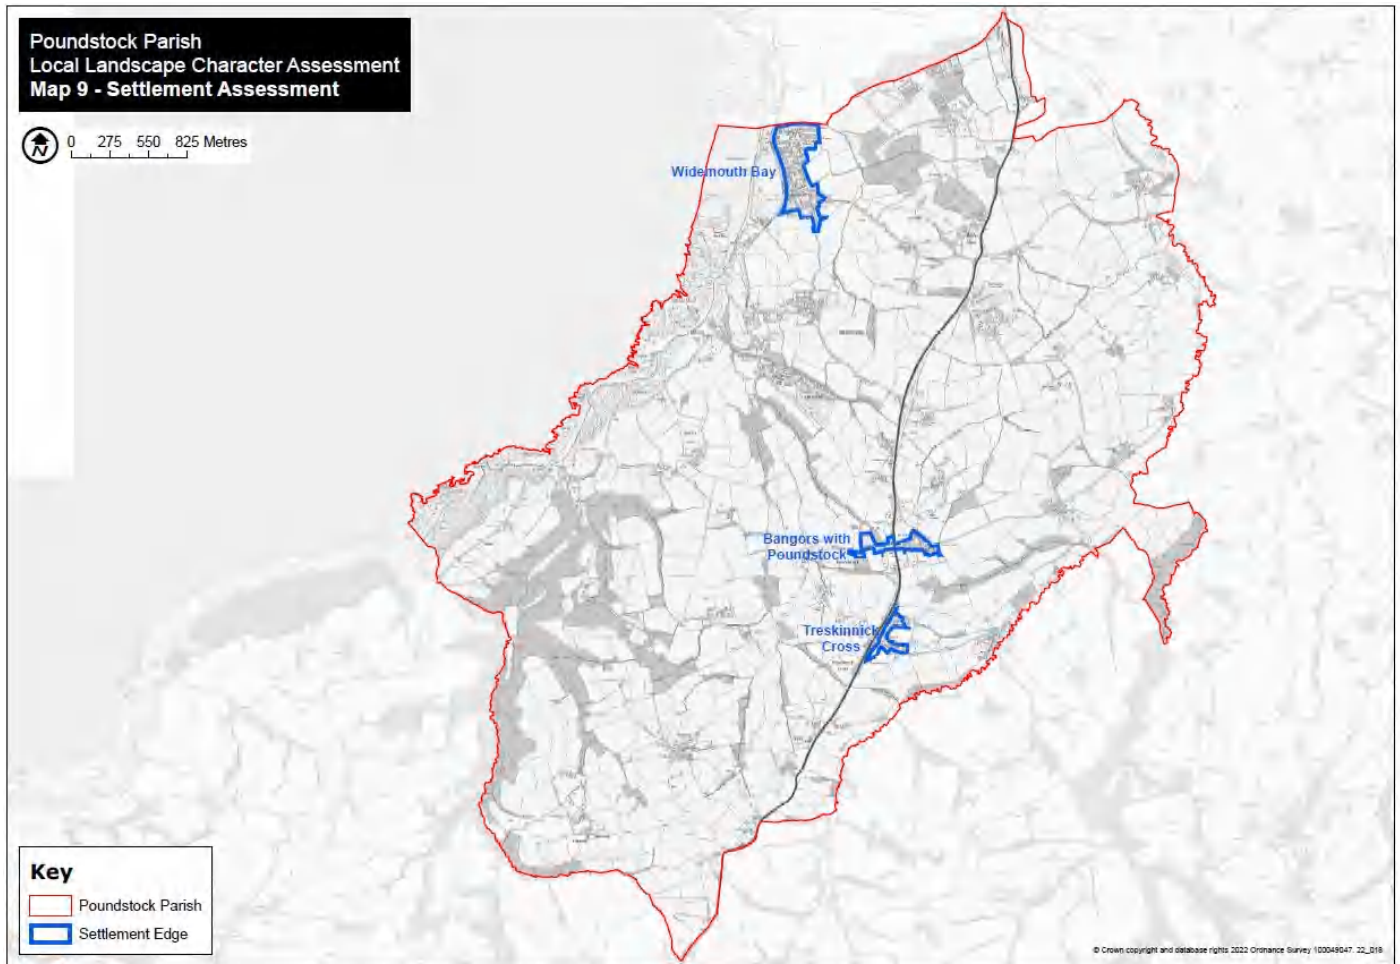 Poundstock Parish
Local Landscape Character Assessment
Map 9 - Settlement Assessment
N
0 275 550 825 Metres
Widemouth Bay
Bangors with
Poundstock
Treskinnick
Cross
Key
Poundstock Parish
Settlement Edge
© Crown copyright and database rights 2022 Ordnance Survey 100049047. 22_018